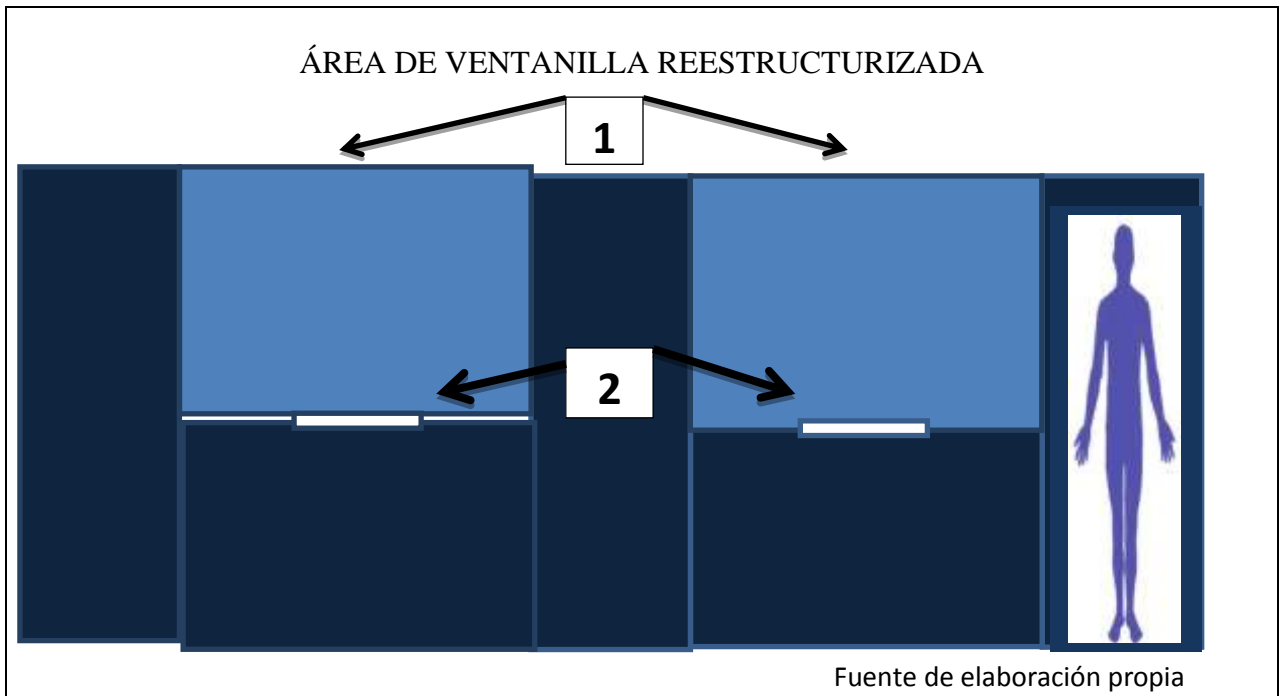 ÁREA DE VENTANILLA REESTRUCTURIZADA
1
2
Fuente de elaboración propia